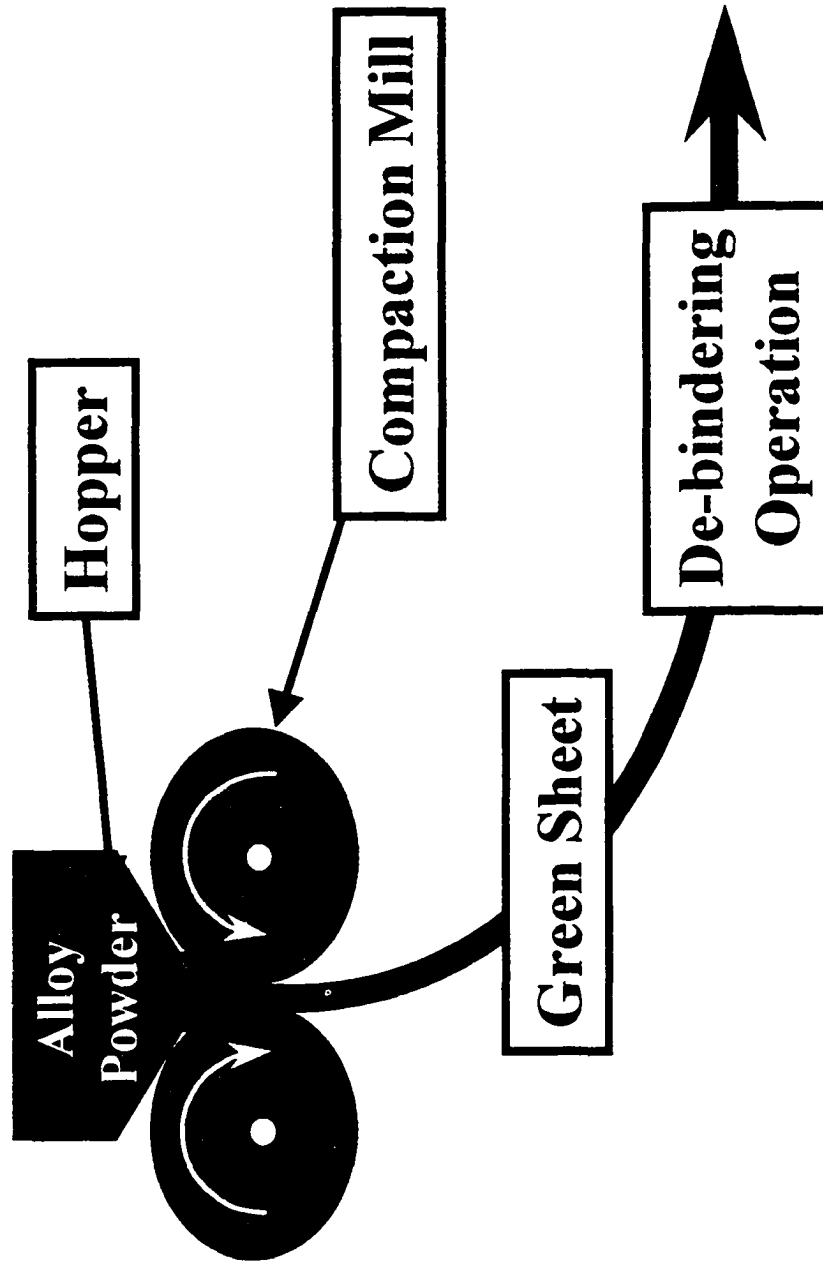 Alloy
Powder
Hopper
Compaction Mill
Green Sheet
De-bindering
Operation